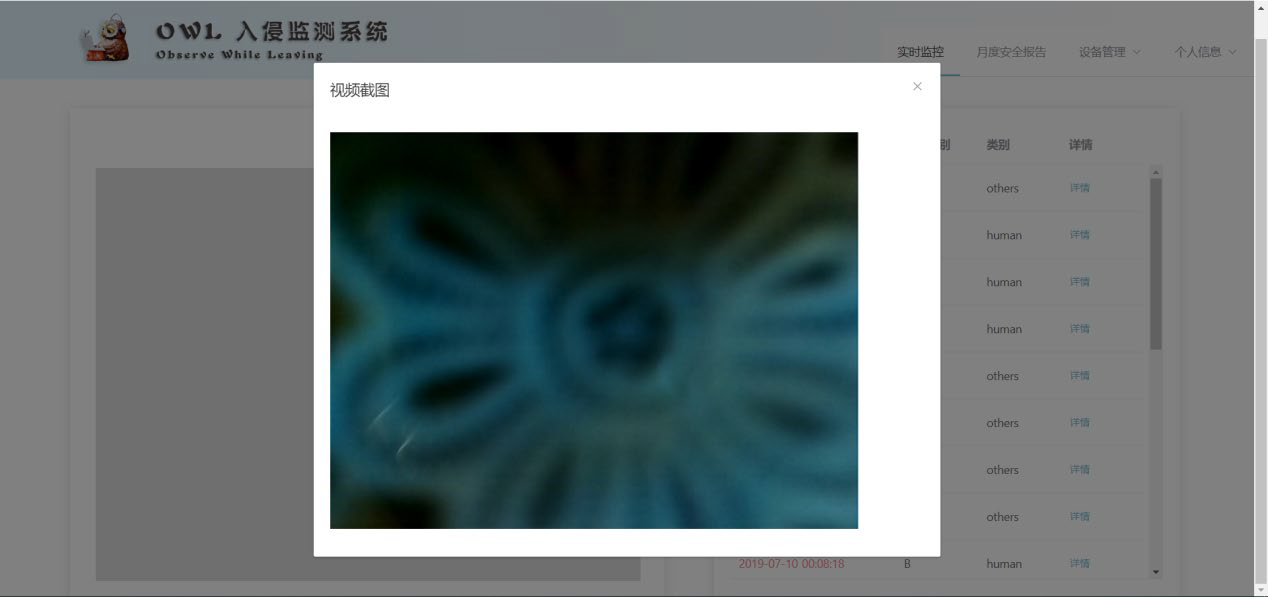 OWL 入侵监测系统
Observe While Leaving
实时监控 月度安全报告 设备管理 个人信息
视频截图
别 类别 详情
others 详情
human 详情
human 详情
human 详情
others 详情
others 详情
others 详情
others 详情
2019-07-10 00:08:18 B human 详情